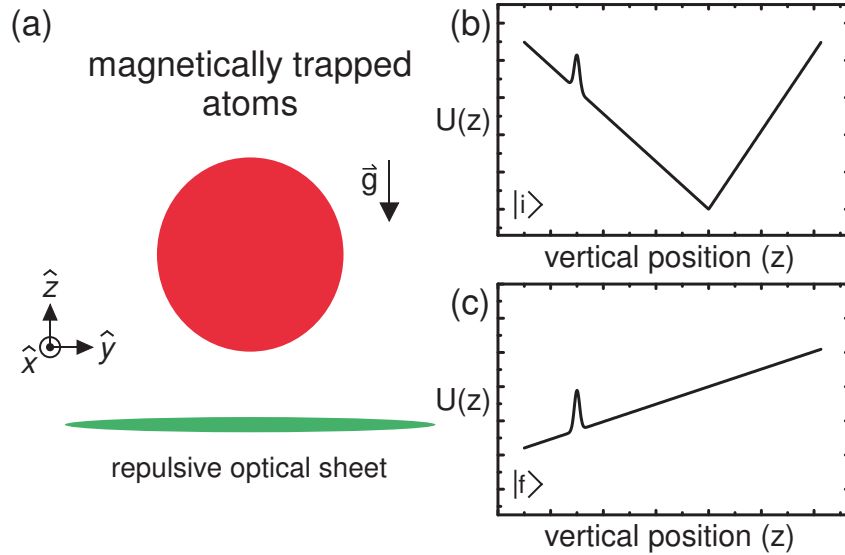 (a)
magnetically trapped
atoms
g⃗
ẑ
x̂
ŷ
repulsive optical sheet
(b)
U(z)
|i⟩
vertical position (z)
(c)
U(z)
|f⟩
vertical position (z)